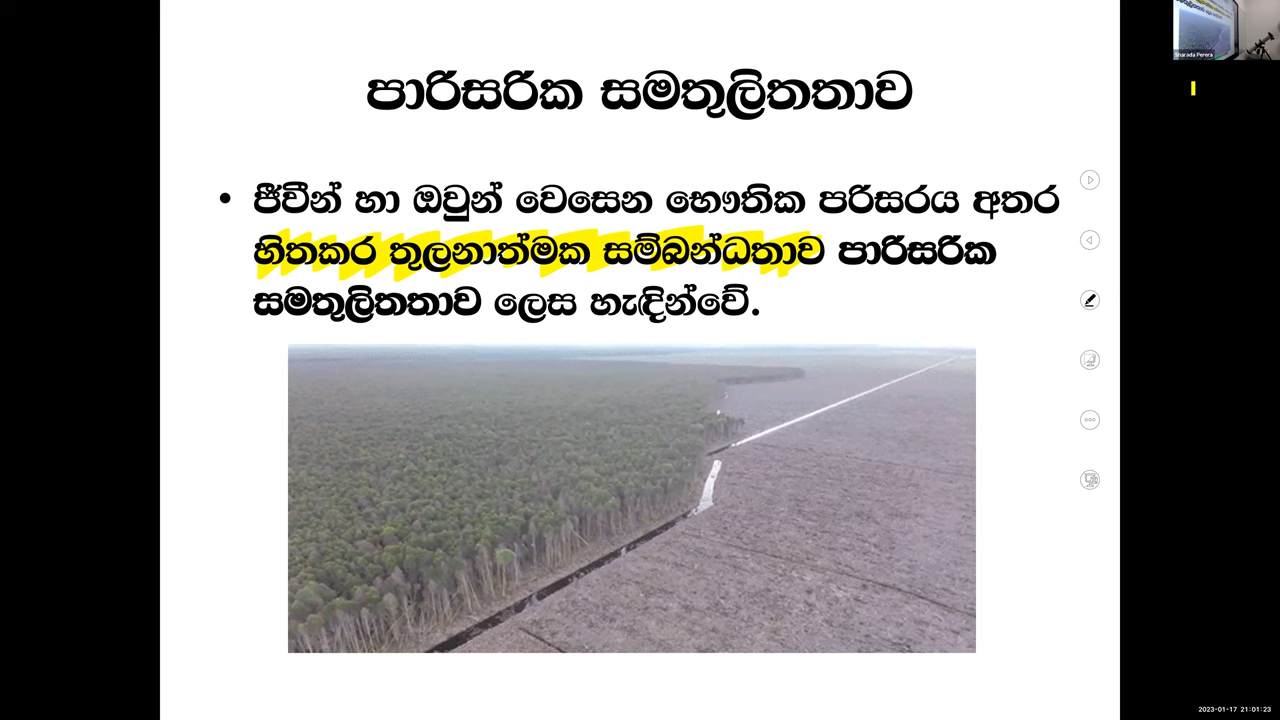 Sharada Perera
පාරිසරික සමතුලිතතාව
• ජීවීන් හා ඔවුන් වෙසෙන භෞතික පරිසරය අතර
හිතකර තුලනාත්මක සම්බන්ධතාව පාරිසරික
සමතුලිතතාව ලෙස හැඳින්වේ.
2023-01-17 21:01:23